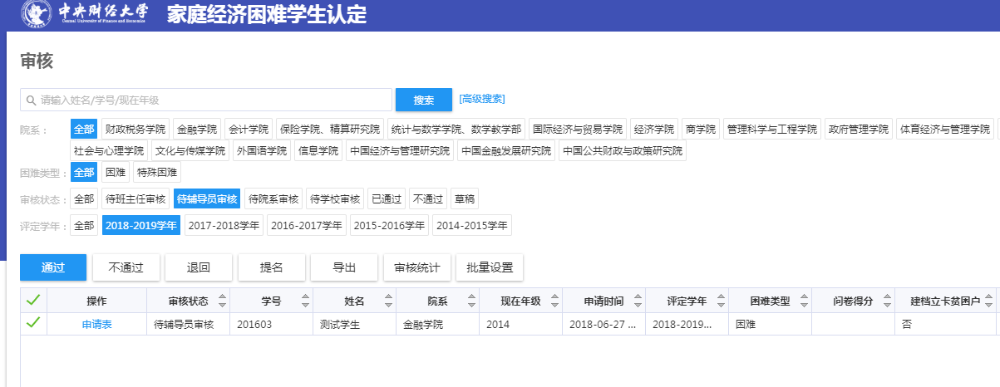 中央财经大学 家庭经济困难学生认定
Central University of Finance and Economics
审核
请输入姓名/学号/现在年级 搜索 [高级搜索]
院系： 全部 财政税务学院 金融学院 会计学院 保险学院、精算研究院 统计与数学学院、数学教学部 国际经济与贸易学院 经济学院 商学院 管理科学与工程学院 政府管理学院 体育经济与管理学院
社会与心理学院 文化与传媒学院 外国语学院 信息学院 中国经济与管理研究院 中国金融发展研究院 中国公共财政与政策研究院
困难类型： 全部 困难 特殊困难
审核状态： 全部 待班主任审核 待辅导员审核 待院系审核 待学校审核 已通过 不通过 草稿
评定学年： 全部 2018-2019学年 2017-2018学年 2016-2017学年 2015-2016学年 2014-2015学年
通过 不通过 退回 提名 导出 审核统计 批量设置
操作 审核状态 学号 姓名 院系 现在年级 申请时间 评定学年 困难类型 问卷得分 建档立卡贫困户
申请表 待辅导员审核 201603 测试学生 金融学院 2014 2018-06-27 ... 2018-2019... 困难 否